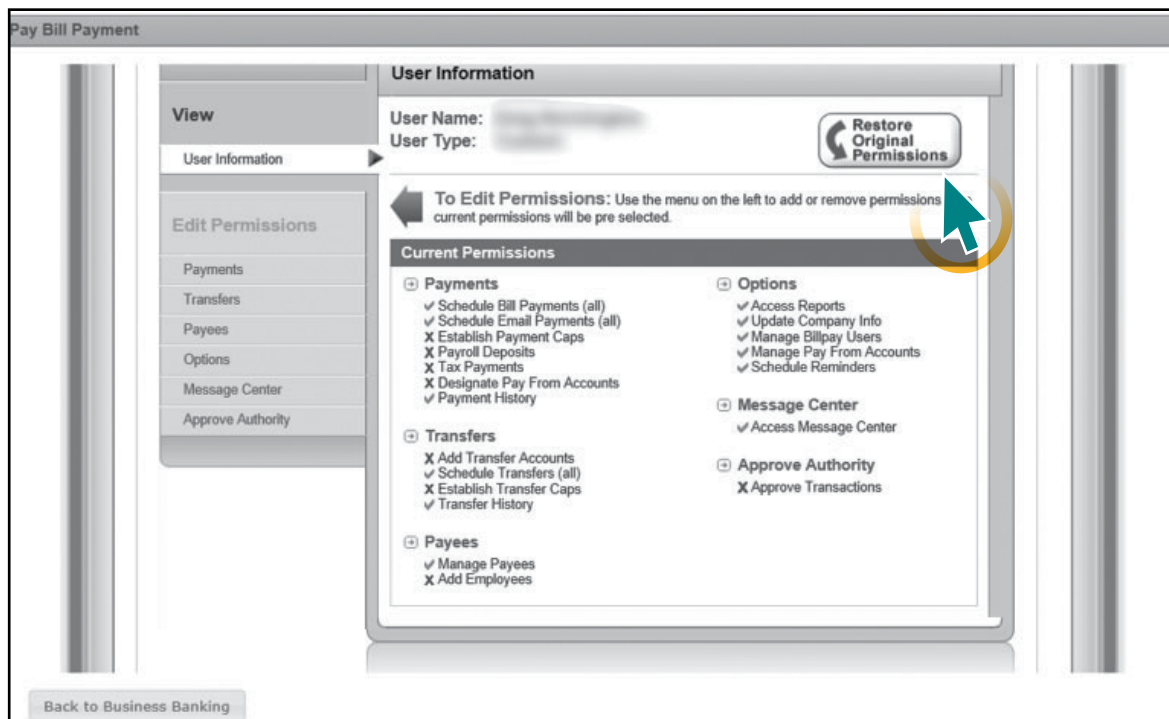 Pay Bill Payment
View
User Information
Edit Permissions
Payments
Transfers
Payees
Options
Message Center
Approve Authority
User Information
User Name:
User Type:
Restore
Original
Permissions
To Edit Permissions: Use the menu on the left to add or remove permissions
current permissions will be pre selected.
Current Permissions
Payments
Schedule Bill Payments (all)
Schedule Email Payments (all)
X Establish Payment Caps
X Payroll Deposits
X Tax Payments
X Designate Pay From Accounts
Payment History
Transfers
X Add Transfer Accounts
Schedule Transfers (all)
X Establish Transfer Caps
Transfer History
Payees
Manage Payees
X Add Employees
Options
Access Reports
Update Company Info
Manage Billpay Users
Manage Pay From Accounts
Schedule Reminders
Message Center
Access Message Center
Approve Authority
X Approve Transactions
Back to Business Banking